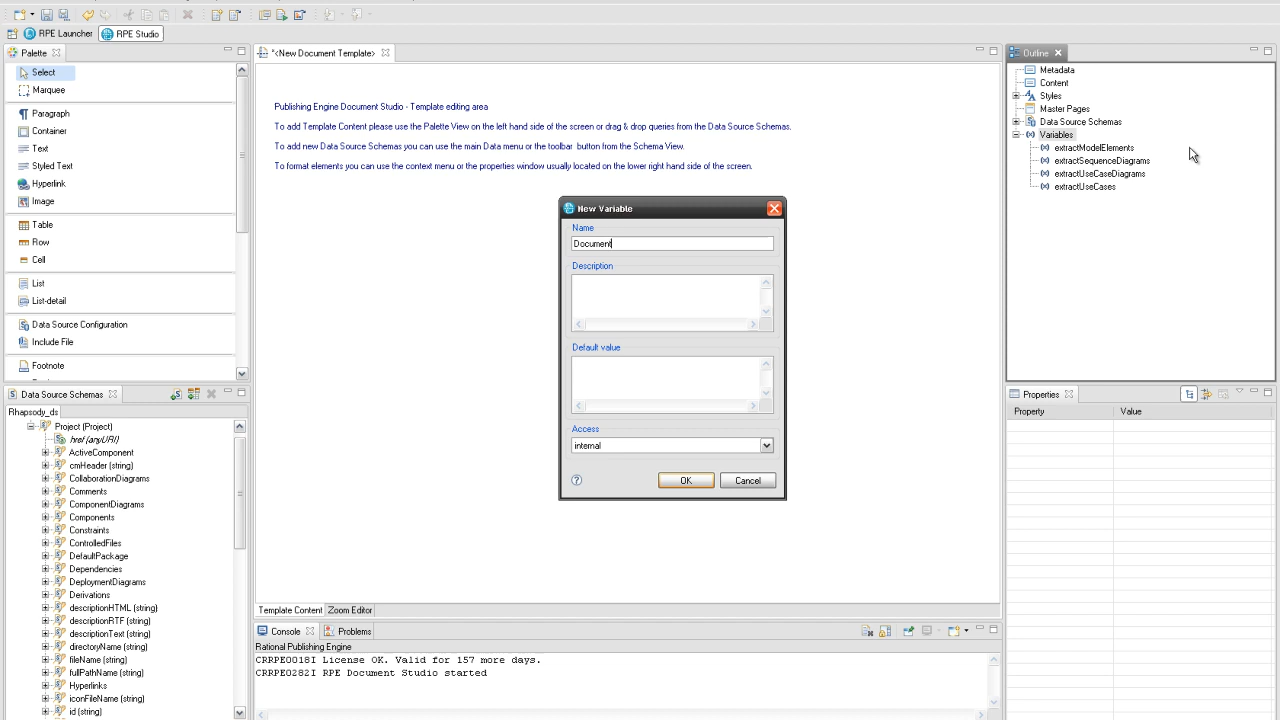 RPE Launcher
RPE Studio
Palette
Select
Marquee
Paragraph
Container
Text
Styled Text
Hyperlink
Image
Table
Row
Cell
List
List-detail
Data Source Configuration
Include File
Footnote
*<New Document Template>
Publishing Engine Document Studio - Template editing area
To add Template Content please use the Palette View on the left hand side of the screen or drag & drop queries from the Data Source Schemas.
To add new Data Source Schemas you can use the main Data menu or the toolbar button from the Schema View.
To format elements you can use the context menu or the properties window usually located on the lower right hand side of the screen.
New Variable
Name
Document
Description
Default value
Access
internal
OK
Cancel
Outline
Metadata
Content
Styles
Master Pages
Data Source Schemas
Variables
extractModelElements
extractSequenceDiagrams
extractUseCaseDiagrams
extractUseCases
Data Source Schemas
Rhapsody_ds
Project (Project)
href (anyURI)
ActiveComponent
cmHeader (string)
CollaborationDiagrams
Comments
ComponentDiagrams
Components
Constraints
ControlledFiles
DefaultPackage
Dependencies
DeploymentDiagrams
Derivations
descriptionHTML (string)
descriptionRTF (string)
descriptionText (string)
directoryName (string)
fileName (string)
fullPathName (string)
Hyperlinks
iconFileName (string)
id (string)
Template Content
Zoom Editor
Console
Problems
Rational Publishing Engine
CRRPE0018I License OK. Valid for 157 more days.
CRRPE0282I RPE Document Studio started
Properties
Property
Value